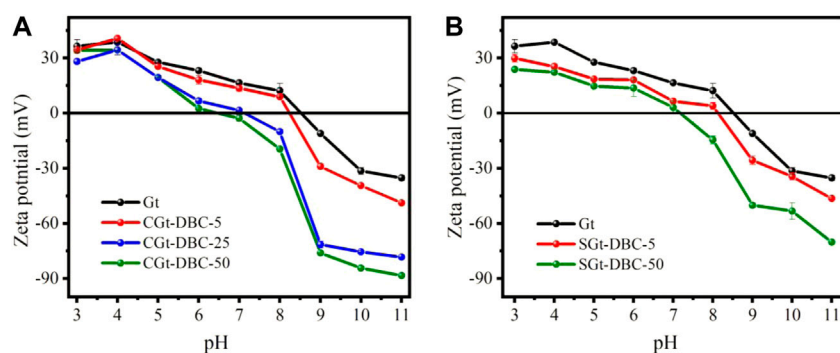 A
B
Zeta potintial (mV)
30
0
-30
-60
-90
Gt
CGt-DBC-5
CGt-DBC-25
CGt-DBC-50
3 4 5 6 7 8 9 10 11
pH
Zeta potential (mV)
30
0
-30
-60
-90
Gt
SGt-DBC-5
SGt-DBC-50
3 4 5 6 7 8 9 10 11
pH